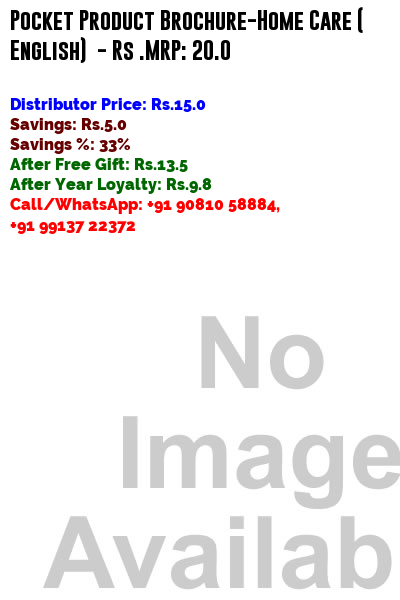 Pocket Product Brochure-Home Care (
English)  - Rs .MRP: 20.0
Distributor Price: Rs.15.0
Savings: Rs.5.0
Savings %: 33%
After Free Gift: Rs.13.5
After Year Loyalty: Rs.9.8
Call/WhatsApp: +91 90810 58884,
+91 99137 22372
No
Image
Availab